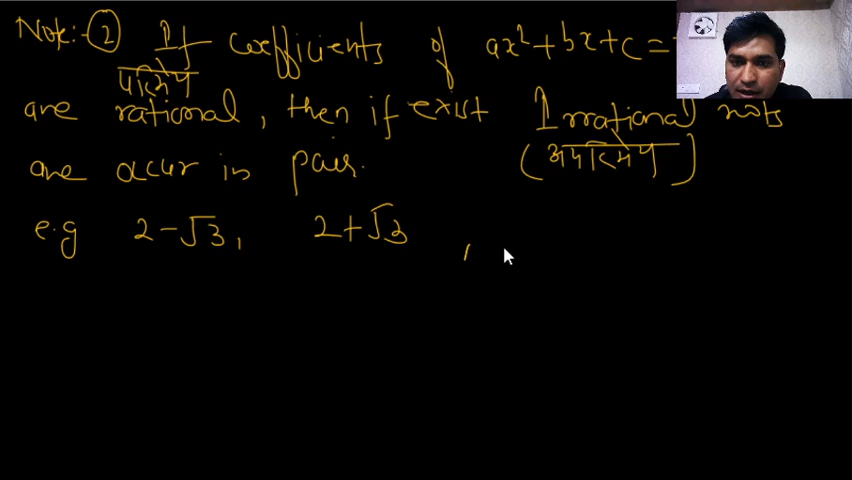 Note:- ② If coefficients of ax²+bx+c=
परिमेय
are rational, then if exist Irrational roots
are occur in pair. (अपरिमेय)
e.g 2-√3, 2+√3 ,